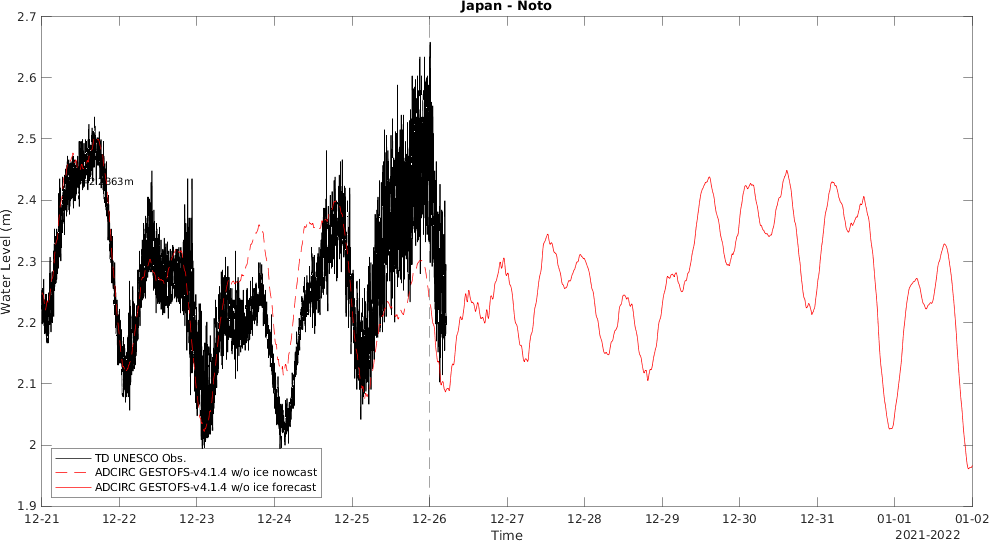 Japan - Noto
Water Level (m)
2.7
2.6
2.5
2.4
2.3
2.2
2.1
2
1.9
TD UNESCO Obs.
ADCIRC GESTOFS-v4.1.4 w/o ice nowcast
ADCIRC GESTOFS-v4.1.4 w/o ice forecast
12-21 12-22 12-23 12-24 12-25 12-26 12-27 12-28 12-29 12-30 12-31 01-01 01-02
Time
2021-2022